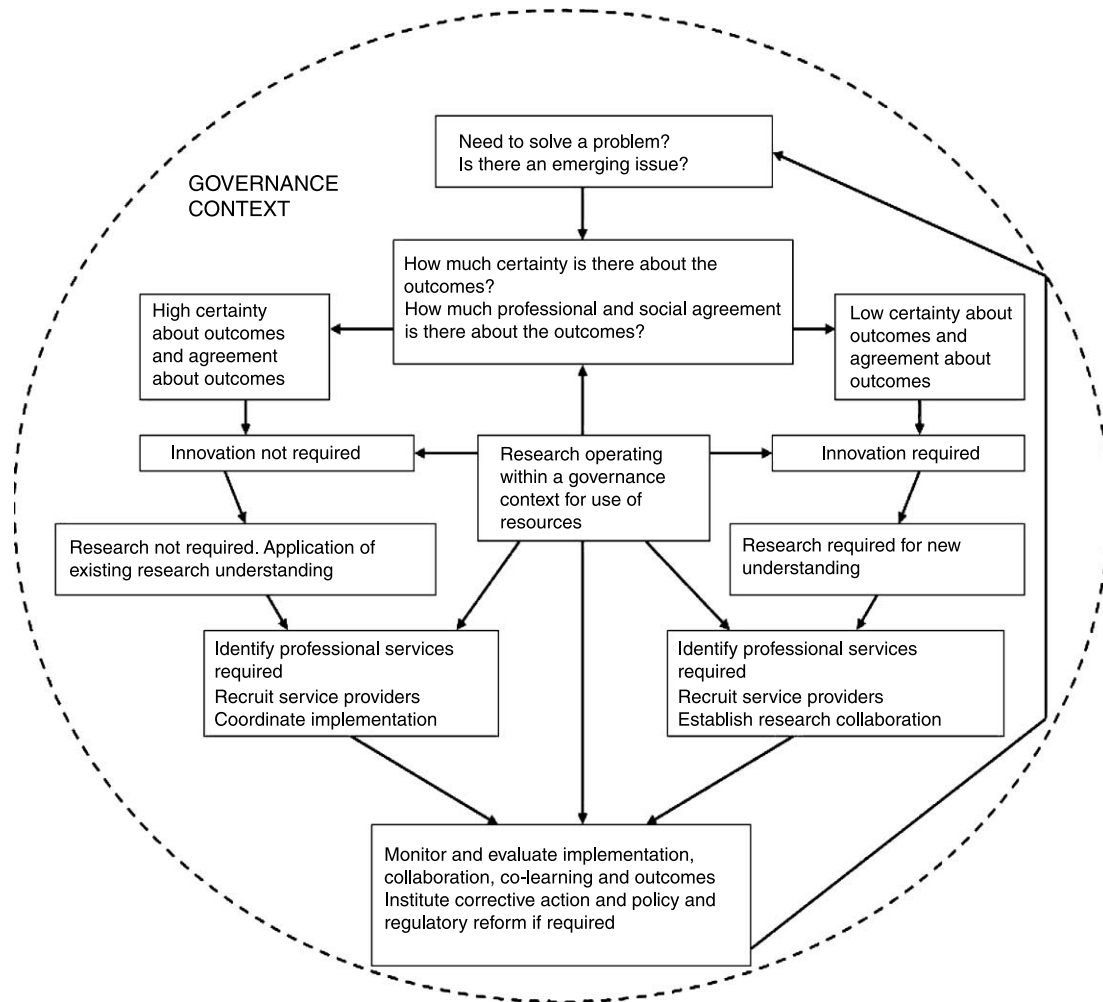 Need to solve a problem?
Is there an emerging issue?
GOVERNANCE
CONTEXT
How much certainty is there about the
outcomes?
How much professional and social agreement
is there about the outcomes?
High certainty
about outcomes
and agreement
about outcomes
Low certainty about
outcomes and
agreement about
outcomes
Innovation not required
Research operating
within a governance
context for use of
resources
Innovation required
Research not required. Application of
existing research understanding
Research required for new
understanding
Identify professional services
required
Recruit service providers
Coordinate implementation
Identify professional services
required
Recruit service providers
Establish research collaboration
Monitor and evaluate implementation,
collaboration, co-learning and outcomes
Institute corrective action and policy and
regulatory reform if required